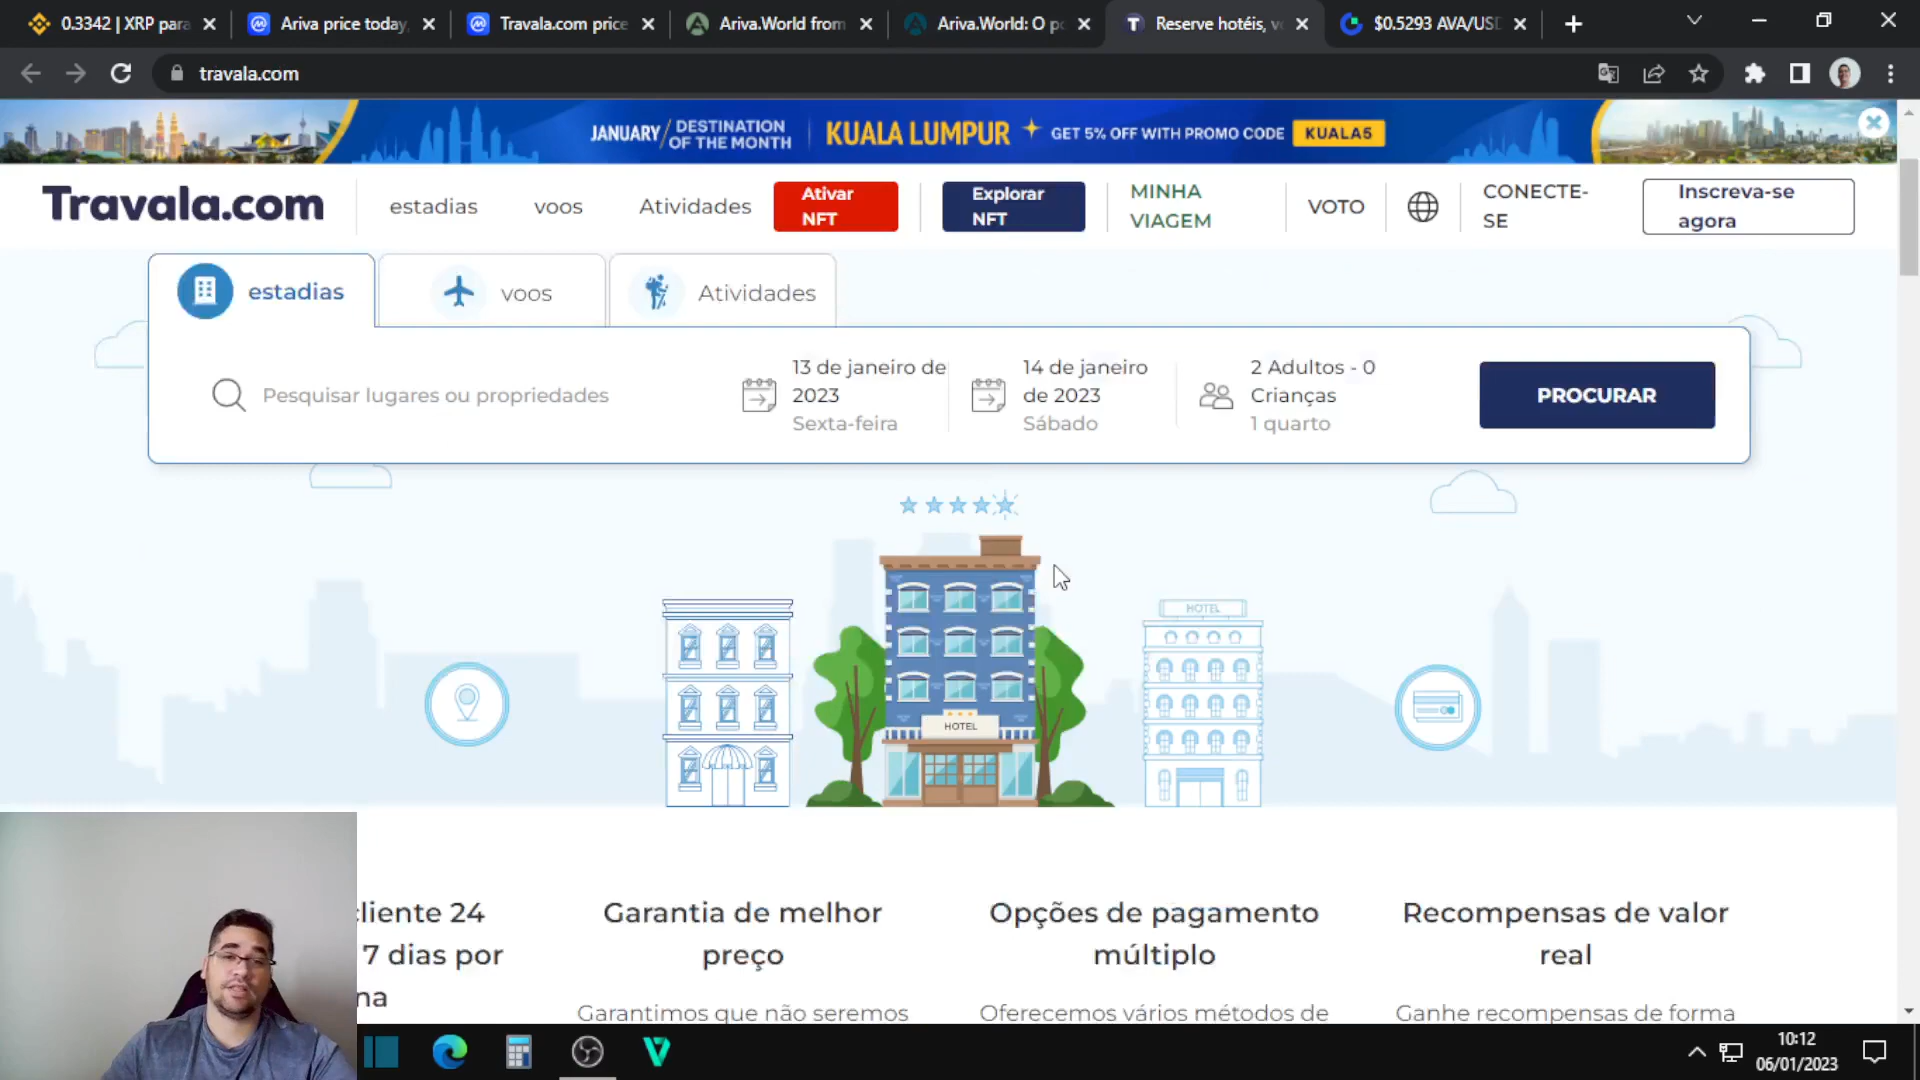 0.3342 | XRP para
Ariva price today,
Travala.com price
Ariva.World from
Ariva.World: O po
Reserve hotéis, v
$0.5293 AVA/USD
travala.com
JANUARY/ DESTINATION OF THE MONTH
KUALA LUMPUR
GET 5% OFF WITH PROMO CODE
KUALA5
Travala.com
estadias
voos
Atividades
Ativar
NFT
Explorar
NFT
MINHA
VIAGEM
VOTO
CONECTE-
SE
Inscreva-se
agora
estadias
voos
Atividades
Pesquisar lugares ou propriedades
13 de janeiro de
2023
Sexta-feira
14 de janeiro
de 2023
Sábado
2 Adultos - 0
Crianças
1 quarto
PROCURAR
HOTEL
HOTEL
cliente 24
7 dias por
na
Garantia de melhor
preço
Garantimos que não seremos
Opções de pagamento
múltiplo
Oferecemos vários métodos de
Recompensas de valor
real
Ganhe recompensas de forma
10:12
06/01/2023